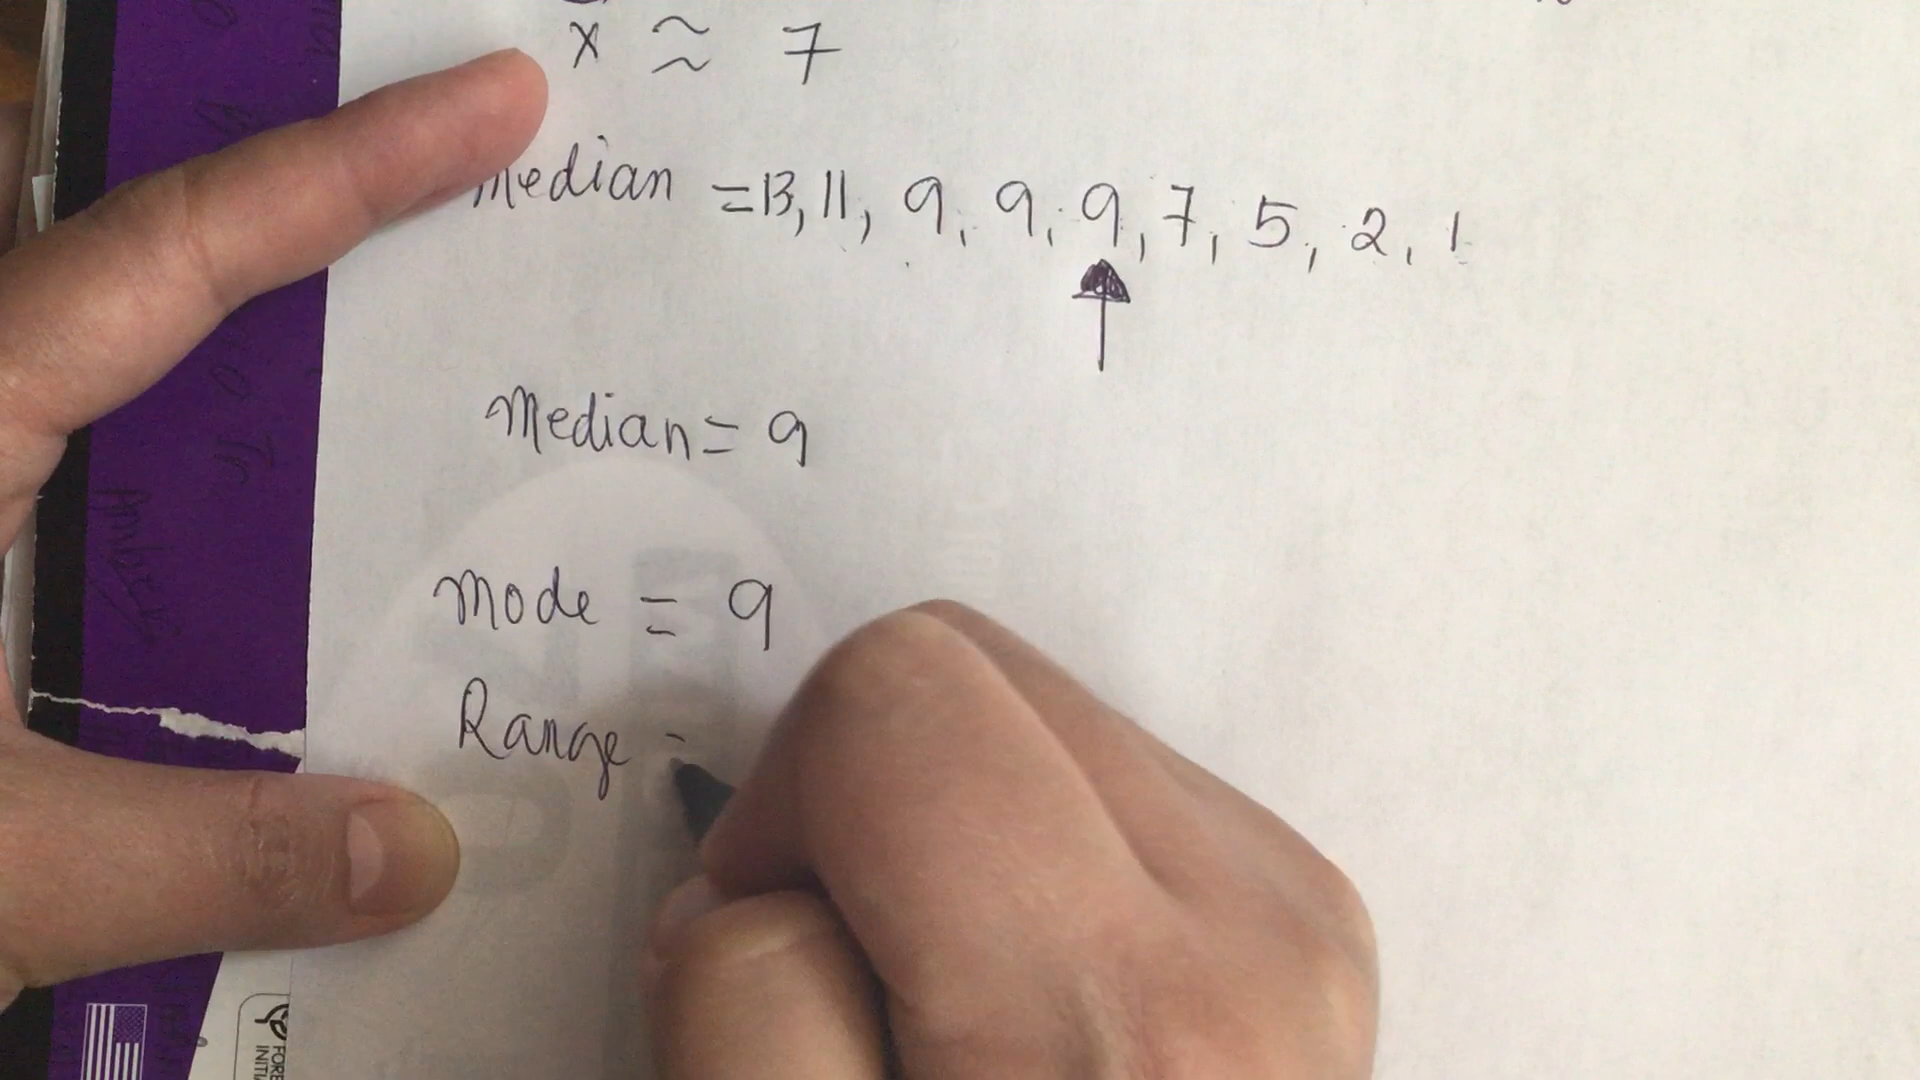 x ≈ 7
Median = 13, 11, 9, 9, 9, 7, 5, 2, 1
Median = 9
Mode = 9
Range =